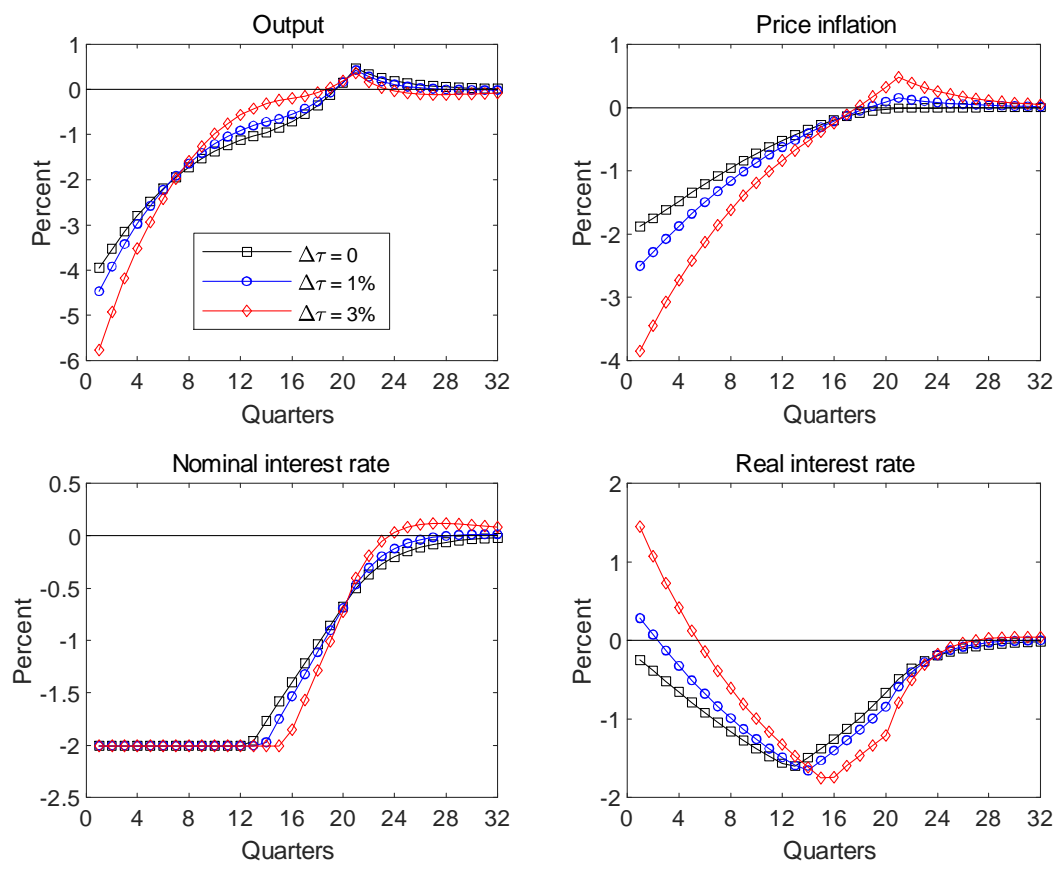 Output
Percent
1
0
-1
-2
-3
-4
-5
-6
Δτ = 0
Δτ = 1%
Δτ = 3%
0 4 8 12 16 20 24 28 32
Quarters
Price inflation
Percent
1
0
-1
-2
-3
-4
0 4 8 12 16 20 24 28 32
Quarters
Nominal interest rate
Percent
0.5
0
-0.5
-1
-1.5
-2
-2.5
0 4 8 12 16 20 24 28 32
Quarters
Real interest rate
Percent
2
1
0
-1
-2
0 4 8 12 16 20 24 28 32
Quarters